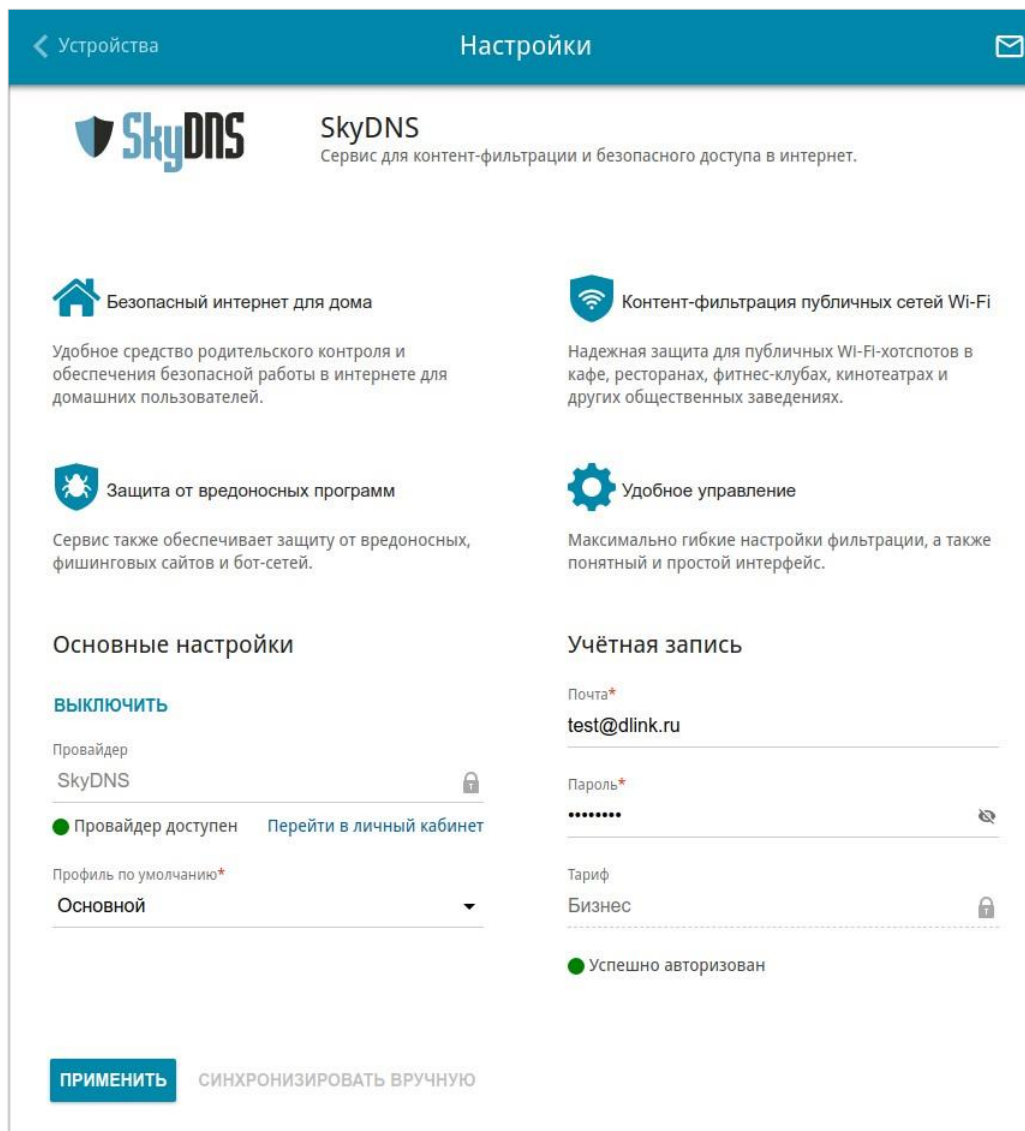 Устройства
Настройки
SkyDNS
SkyDNS
Сервис для контент-фильтрации и безопасного доступа в интернет.
Безопасный интернет для дома
Удобное средство родительского контроля и
обеспечения безопасной работы в интернете для
домашних пользователей.
Контент-фильтрация публичных сетей Wi-Fi
Надежная защита для публичных Wi-Fi-хотспотов в
кафе, ресторанах, фитнес-клубах, кинотеатрах и
других общественных заведениях.
Защита от вредоносных программ
Сервис также обеспечивает защиту от вредоносных,
фишинговых сайтов и бот-сетей.
Удобное управление
Максимально гибкие настройки фильтрации, а также
понятный и простой интерфейс.
Основные настройки
ВЫКЛЮЧИТЬ
Провайдер
SkyDNS
Провайдер доступен
Перейти в личный кабинет
Профиль по умолчанию*
Основной
Учётная запись
Почта*
test@dlink.ru
Пароль*
••••••••
Тариф
Бизнес
Успешно авторизован
ПРИМЕНИТЬ
СИНХРОНИЗИРОВАТЬ ВРУЧНУЮ